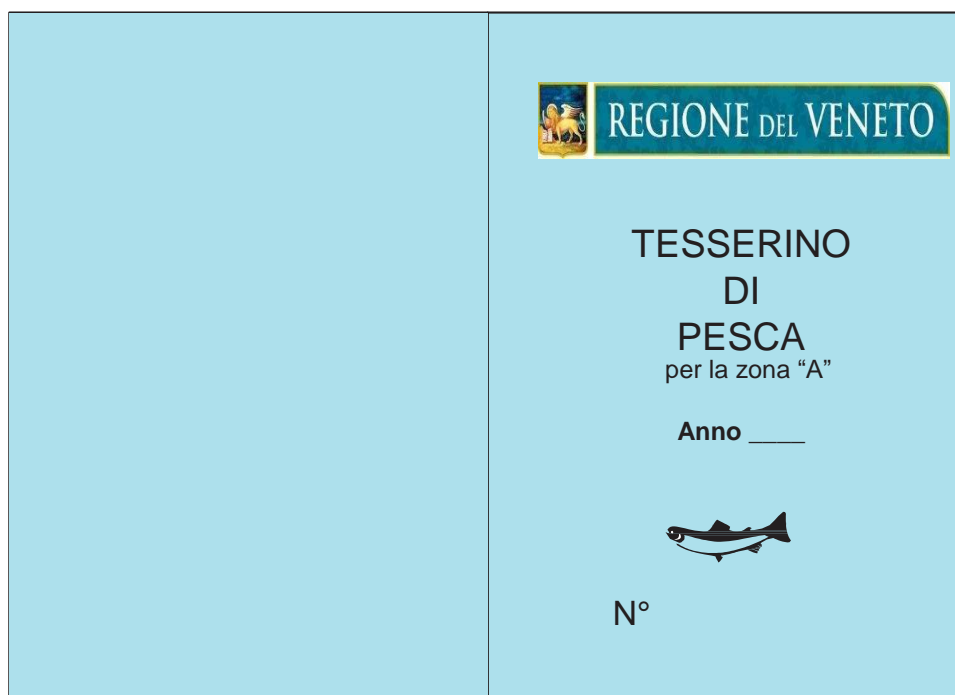 REGIONE DEL VENETO
TESSERINO
DI
PESCA
per la zona “A”
Anno ____
N°